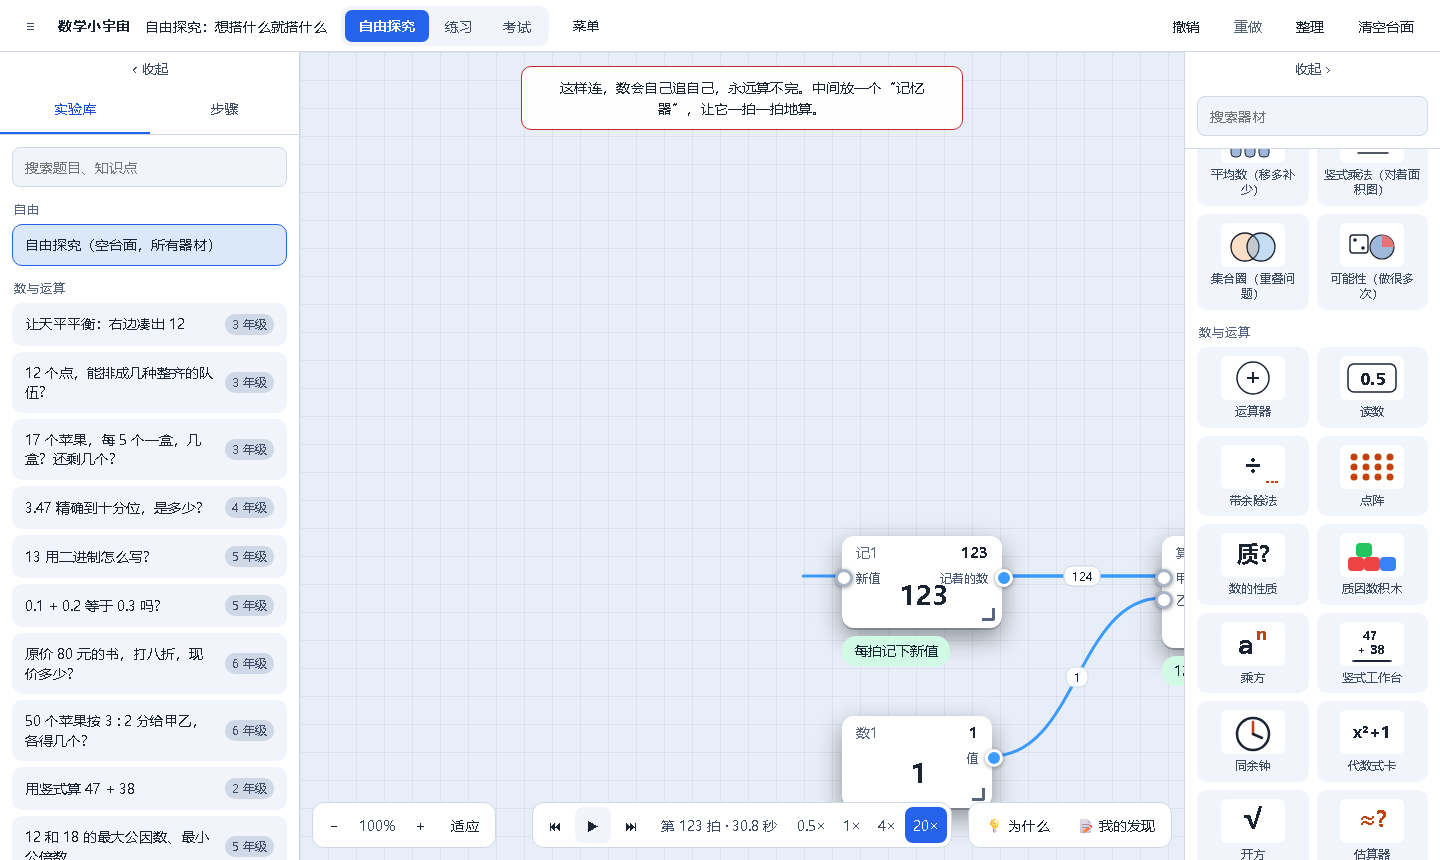 ≡ 数学小宇宙 自由探究：想搭什么就搭什么 自由探究 练习 考试 菜单 撤销 重做 整理 清空台面
‹ 收起
实验库 步骤
搜索题目、知识点
自由
自由探究（空台面，所有器材）
数与运算
让天平平衡：右边凑出 12 3 年级
12 个点，能排成几种整齐的队
伍？ 3 年级
17 个苹果，每 5 个一盒，几
盒？还剩几个？ 3 年级
3.47 精确到十分位，是多少？ 4 年级
13 用二进制怎么写？ 5 年级
0.1 + 0.2 等于 0.3 吗？ 5 年级
原价 80 元的书，打八折，现
价多少？ 6 年级
50 个苹果按 3 : 2 分给甲乙，
各得几个？ 6 年级
用竖式算 47 + 38 2 年级
12 和 18 的最大公因数、最小
公倍数 5 年级
这样连，数会自己追自己，永远算不完。中间放一个“记忆
器”，让它一拍一拍地算。
记1 123
新值 记着的数
123
每拍记下新值
124
1
数1 1
值
1
算
甲
乙
12
− 100% + 适应
⏮ ▶ ⏭ 第 123 拍 · 30.8 秒 0.5× 1× 4× 20×
为什么 我的发现
收起 ›
搜索器材
平均数（移多补
少）
竖式乘法（对着面
积图）
集合圈（重叠问
题）
可能性（做很多
次）
数与运算
+
运算器
0.5
读数
÷
...
带余除法
点阵
质?
数的性质
质因数积木
aⁿ
乘方
47
+ 38
竖式工作台
同余钟
x²+1
代数式卡
√
开方
≈?
估算器